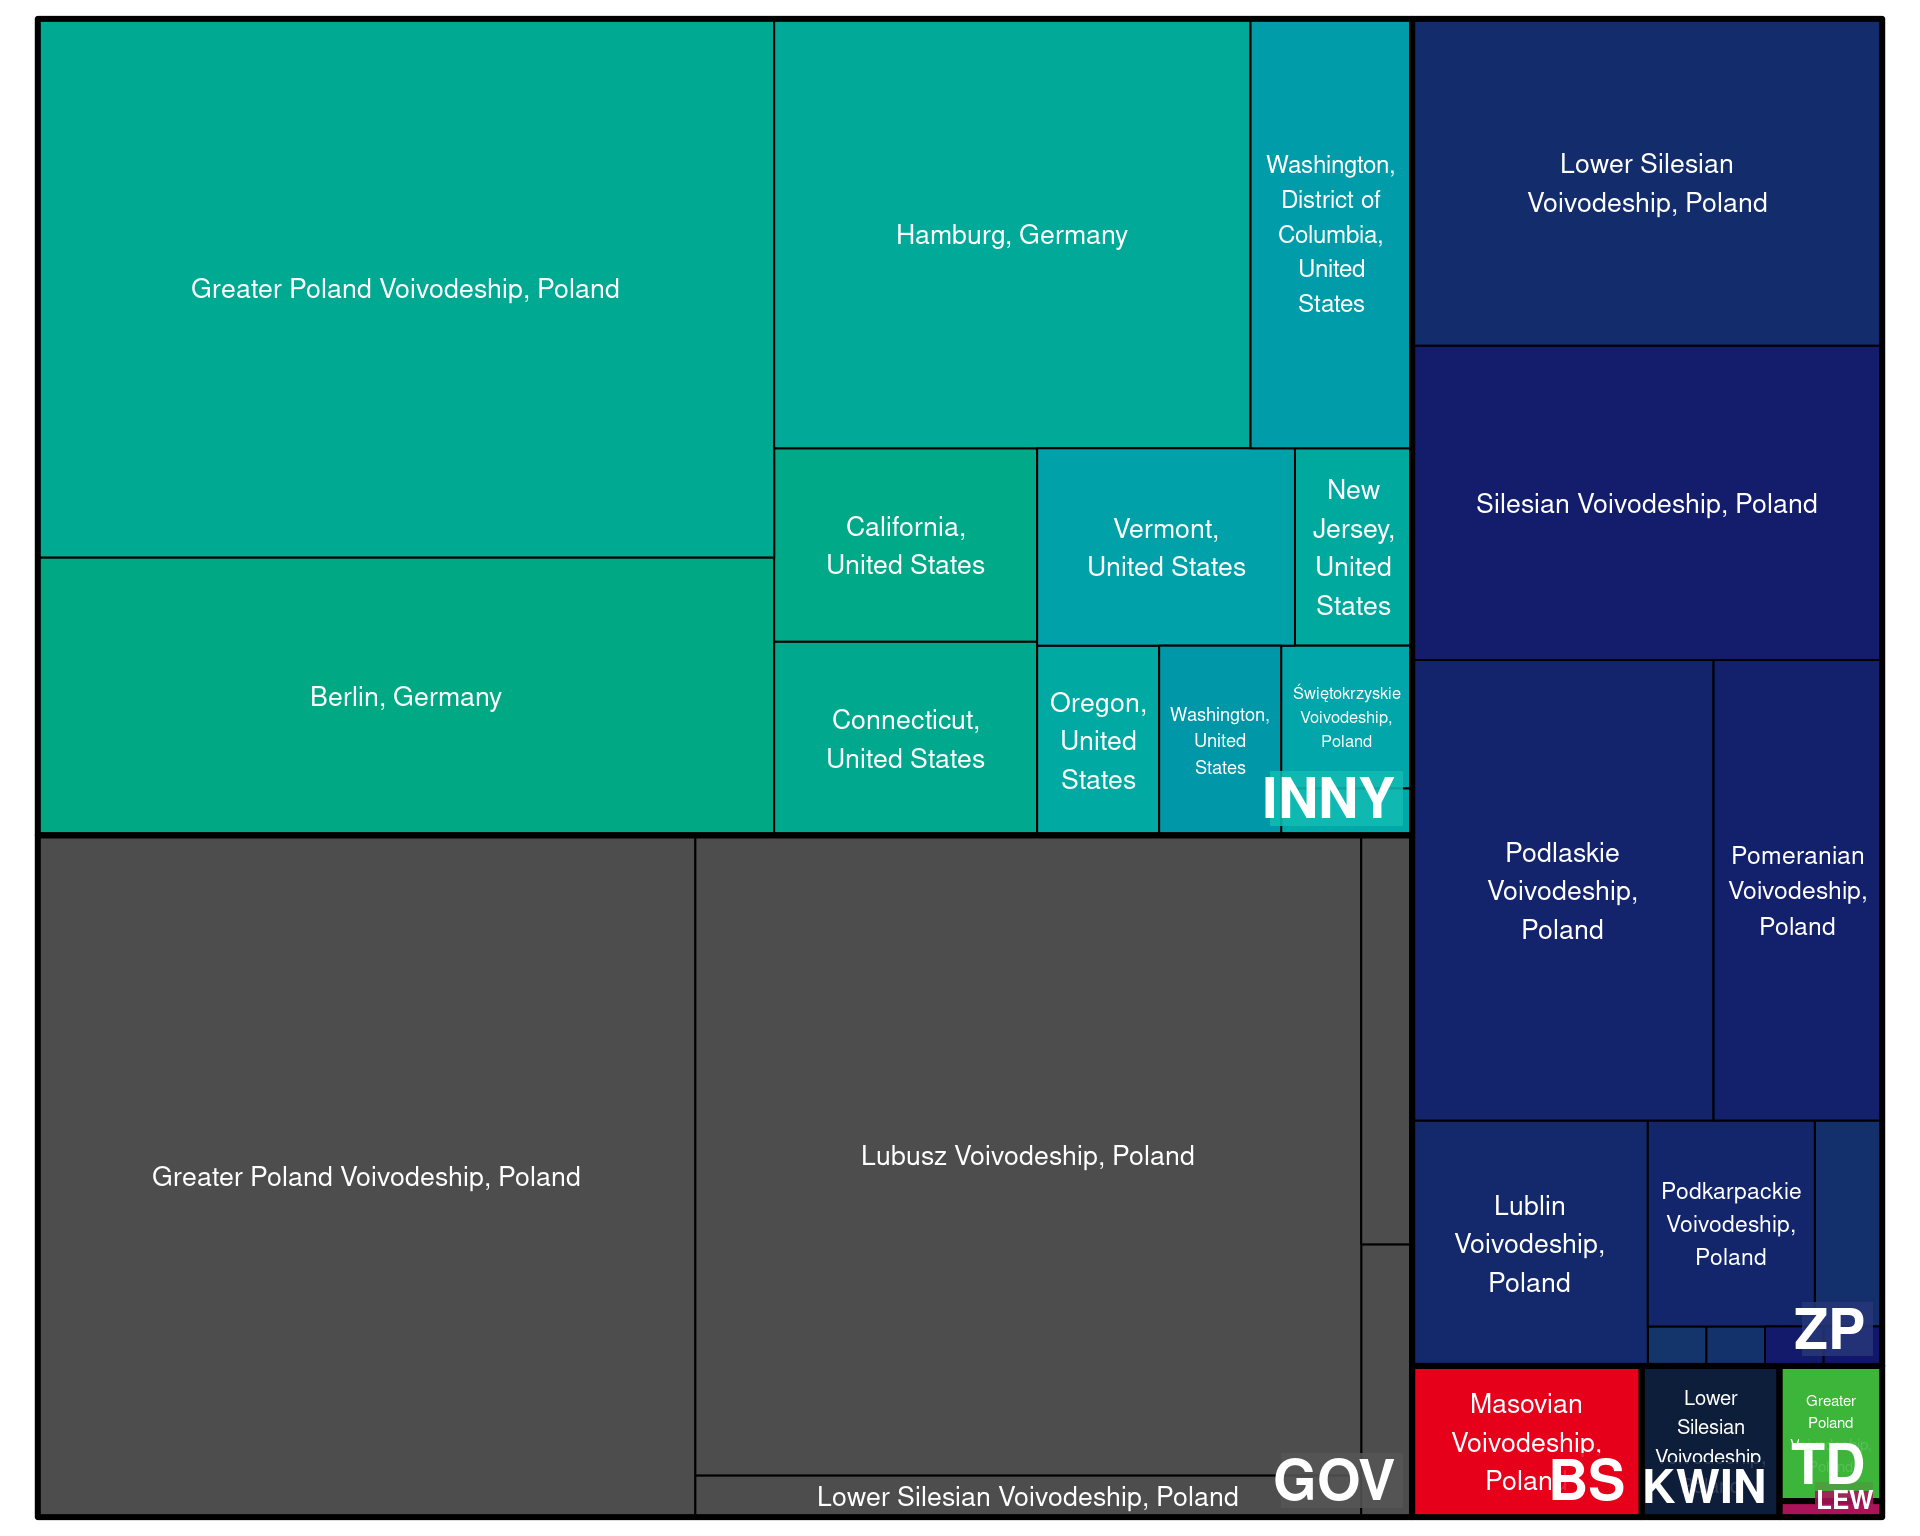 Greater Poland Voivodeship, Poland
Hamburg, Germany
Washington,
District of
Columbia,
United
States
Berlin, Germany
California,
United States
Vermont,
United States
New
Jersey,
United
States
Connecticut,
United States
Oregon,
United
States
Washington,
United
States
Świętokrzyskie
Voivodeship,
Poland
INNY
Greater Poland Voivodeship, Poland
Lubusz Voivodeship, Poland
Lower Silesian Voivodeship, Poland
GOV
Lower Silesian
Voivodeship, Poland
Silesian Voivodeship, Poland
Podlaskie
Voivodeship,
Poland
Pomeranian
Voivodeship,
Poland
Lublin
Voivodeship,
Poland
Podkarpackie
Voivodeship,
Poland
ZP
Masovian
Voivodeship,
Poland
BS
Lower
Silesian
Voivodeship,
KWIN
Greater
Poland
TD
LEW